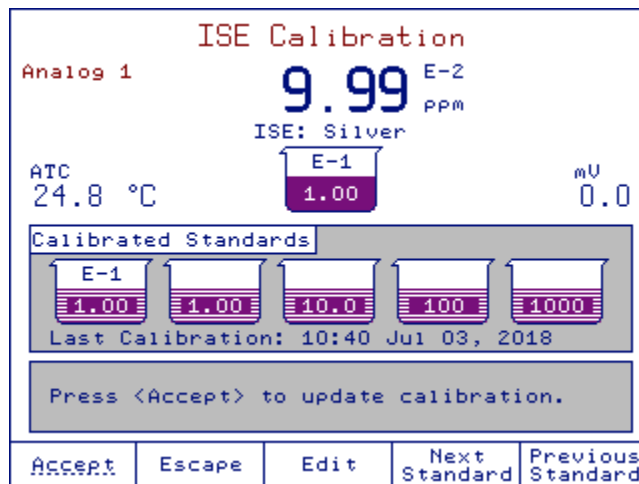 ISE Calibration
Analog 1
9.99 E-2
ppm
ISE: Silver
E-1
1.00
ATC
24.8 °C
mV
0.0
Calibrated Standards
E-1
1.00 1.00 10.0 100 1000
Last Calibration: 10:40 Jul 03, 2018
Press <Accept> to update calibration.
Accept Escape Edit Next Standard Previous Standard